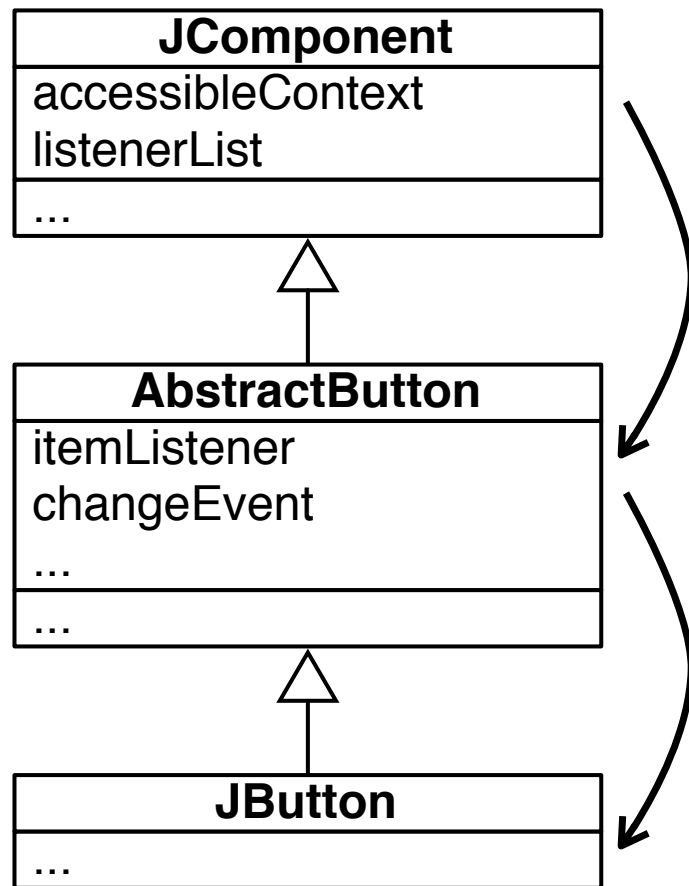 JComponent
accessibleContext
listenerList
...
AbstractButton
itemListener
changeEvent
...
...
JButton
...